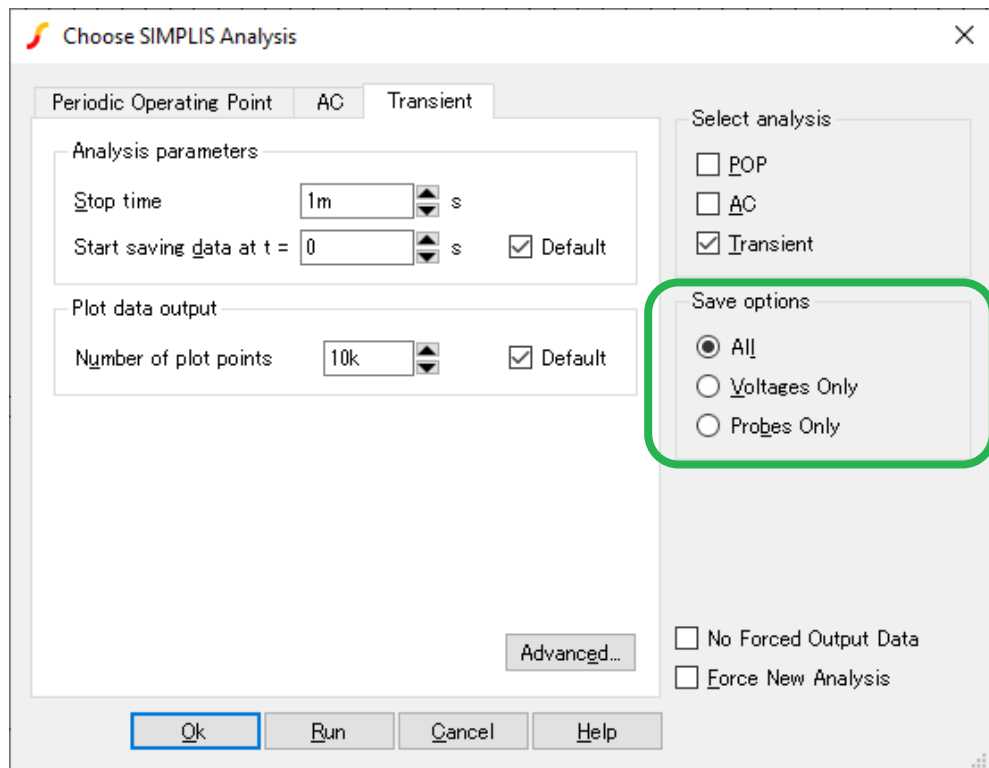 Choose SIMPLIS Analysis
Periodic Operating Point AC Transient
Analysis parameters
Stop time 1m s
Start saving data at t = 0 s Default
Plot data output
Number of plot points 10k Default
Advanced...
Select analysis
POP
AC
Transient
Save options
All
Voltages Only
Probes Only
No Forced Output Data
Force New Analysis
Ok Run Cancel Help